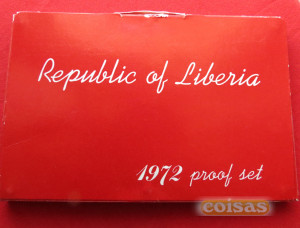 Republic of Liberia
1972 proof set
coisas